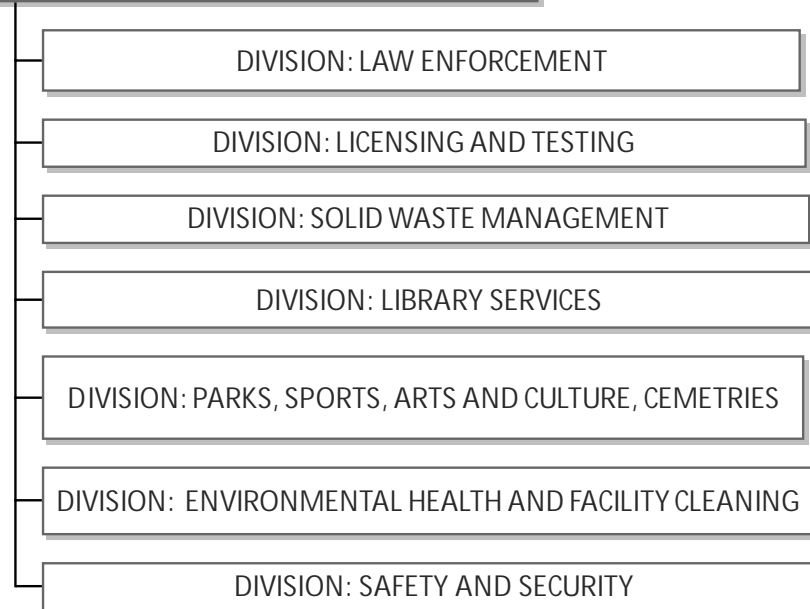 DIVISION: LAW ENFORCEMENT
DIVISION: LICENSING AND TESTING
DIVISION: SOLID WASTE MANAGEMENT
DIVISION: LIBRARY SERVICES
DIVISION: PARKS, SPORTS, ARTS AND CULTURE, CEMETRIES
DIVISION: ENVIRONMENTAL HEALTH AND FACILITY CLEANING
DIVISION: SAFETY AND SECURITY